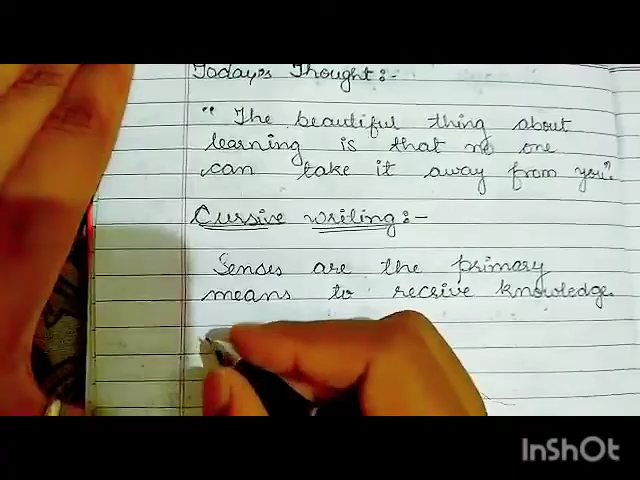 Today's Thought:-
" The beautiful thing about
learning is that no one
can take it away from you".
Cursive writing:-
Senses are the primary
means to receive knowledge.
InShOt